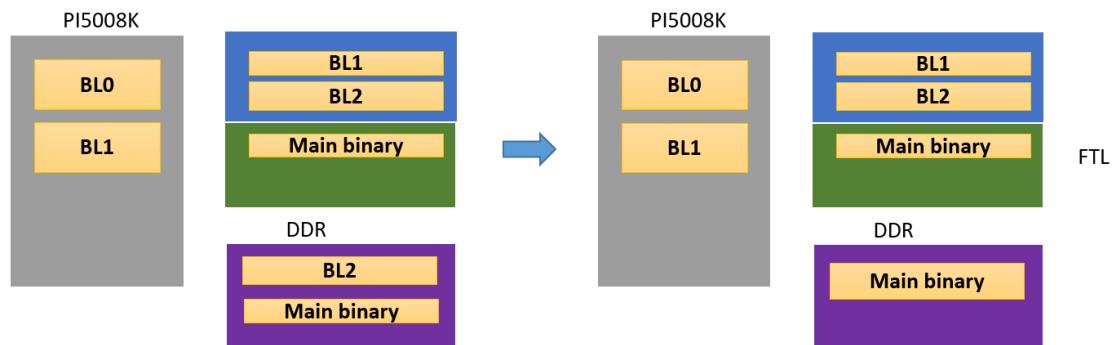 PI5008K
BL0
BL1
BL1
BL2
Main binary
DDR
BL2
Main binary
PI5008K
BL0
BL1
BL1
BL2
Main binary
FTL
DDR
Main binary